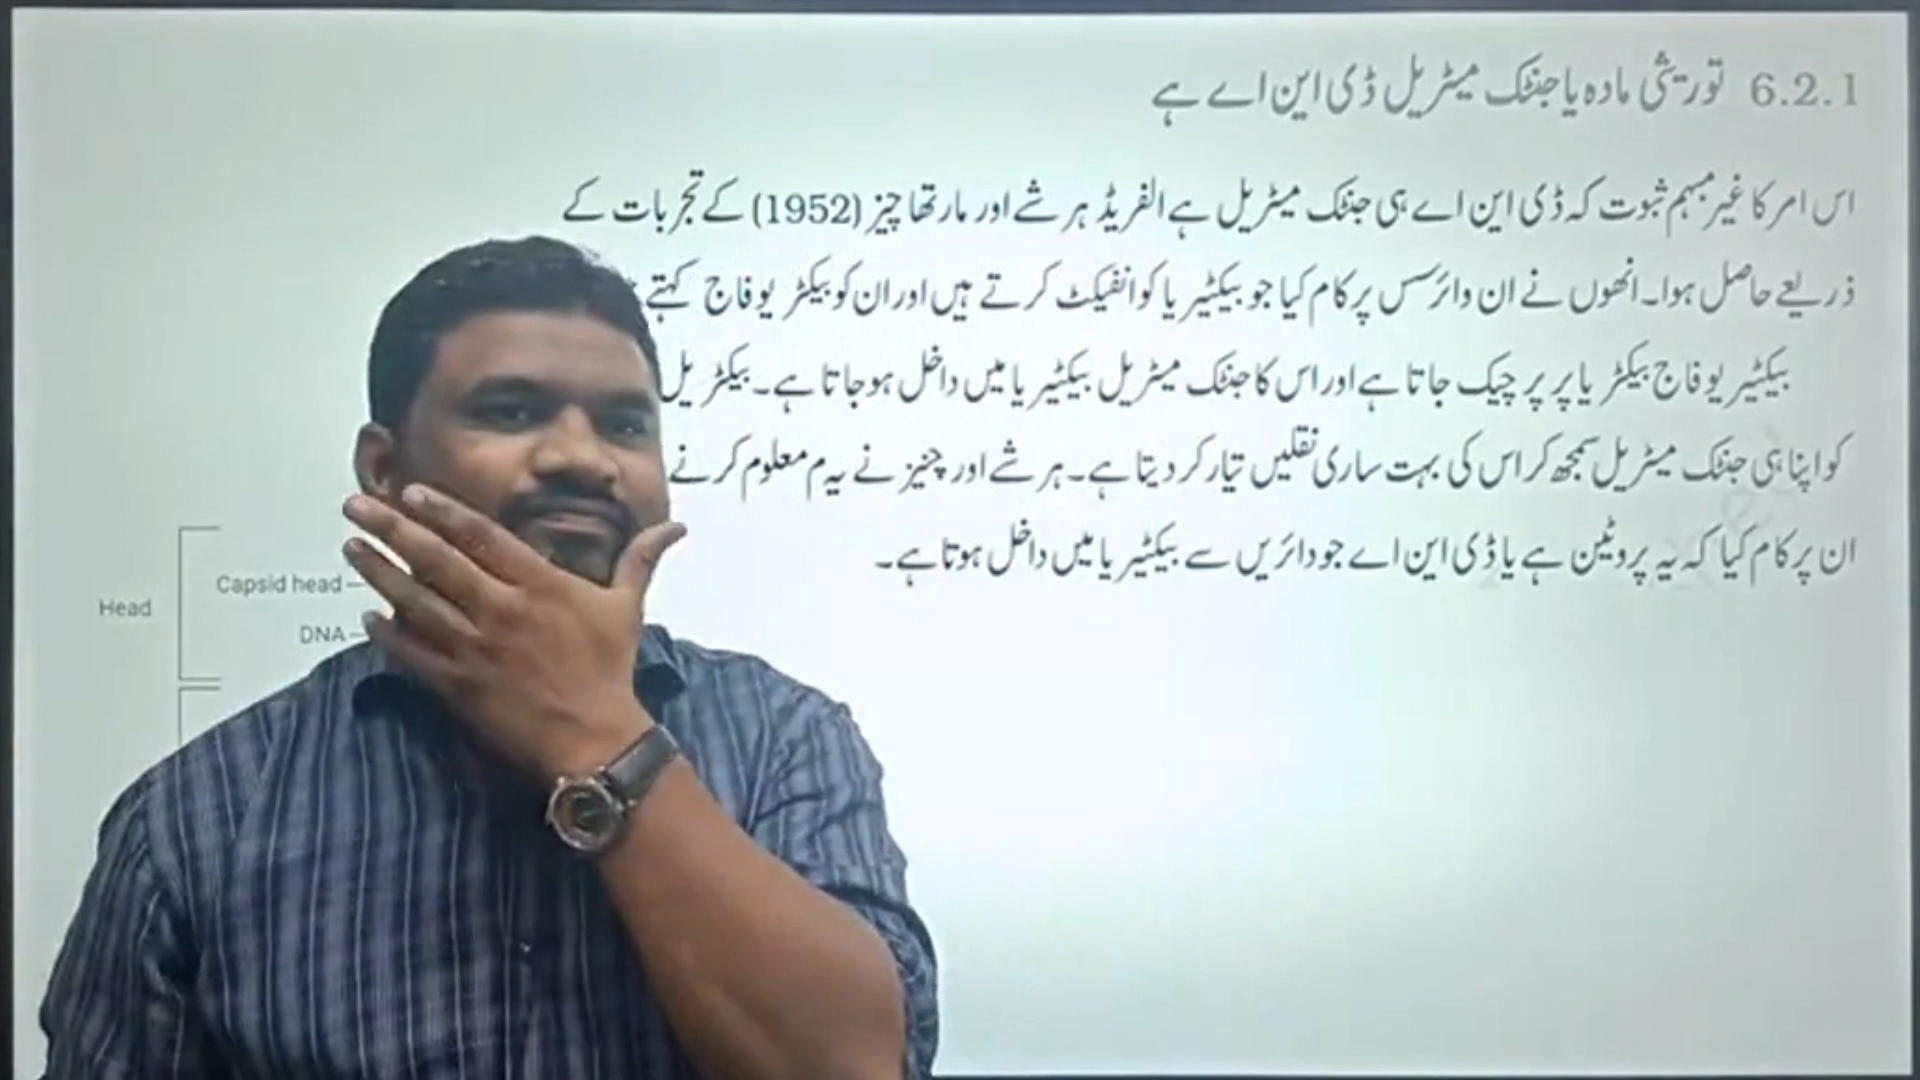 6.2.1 توریثی مادہ یا جنٹک میٹریل ڈی این اے ہے
اس امر کا غیر مبہم ثبوت کہ ڈی این اے ہی جنٹک میٹریل ہے الفریڈ ہرشے اور مارتھا چیز (1952) کے تجربات کے
ذریعے حاصل ہوا۔ انھوں نے ان وائرسس پر کام کیا جو بیکٹیریا کو انفیکٹ کرتے ہیں اور ان کو بیکٹریوفاج کہتے
بیکٹیریوفاج بیکٹریا پر پر چپک جاتا ہے اور اس کا جنٹک میٹریل بیکٹیریا میں داخل ہو جاتا ہے۔ بیکٹریل
کو اپنا ہی جنٹک میٹریل سمجھ کر اس کی بہت ساری نقلیں تیار کر دیتا ہے۔ ہرشے اور چنیز نے یہ م معلوم کرنے
ان پر کام کیا کہ یہ پروٹین ہے یا ڈی این اے جو دائریں سے بیکٹیریا میں داخل ہوتا ہے۔
Capsid head
Head
DNA